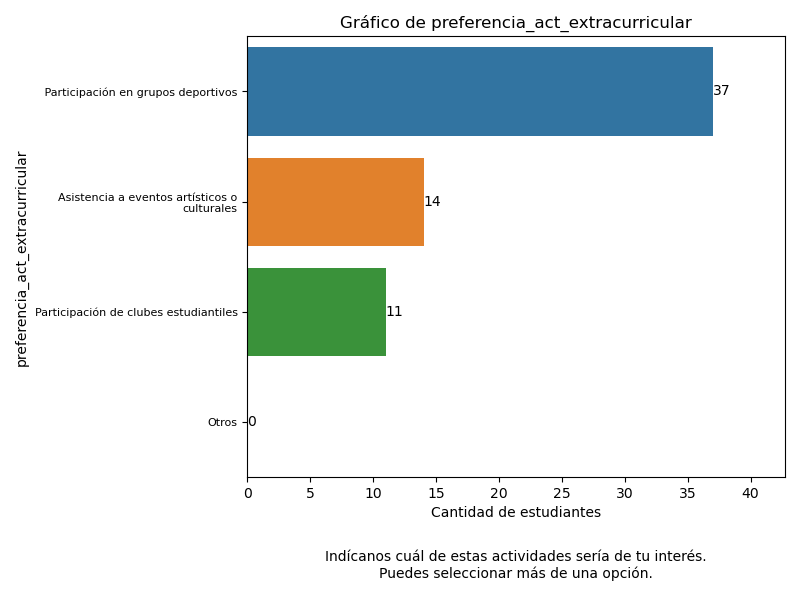 Gráfico de preferencia_act_extracurricular
preferencia_act_extracurricular
Participación en grupos deportivos
37
Asistencia a eventos artísticos o
culturales
14
Participación de clubes estudiantiles
11
Otros
0
0 5 10 15 20 25 30 35 40
Cantidad de estudiantes
Indícanos cuál de estas actividades sería de tu interés.
Puedes seleccionar más de una opción.